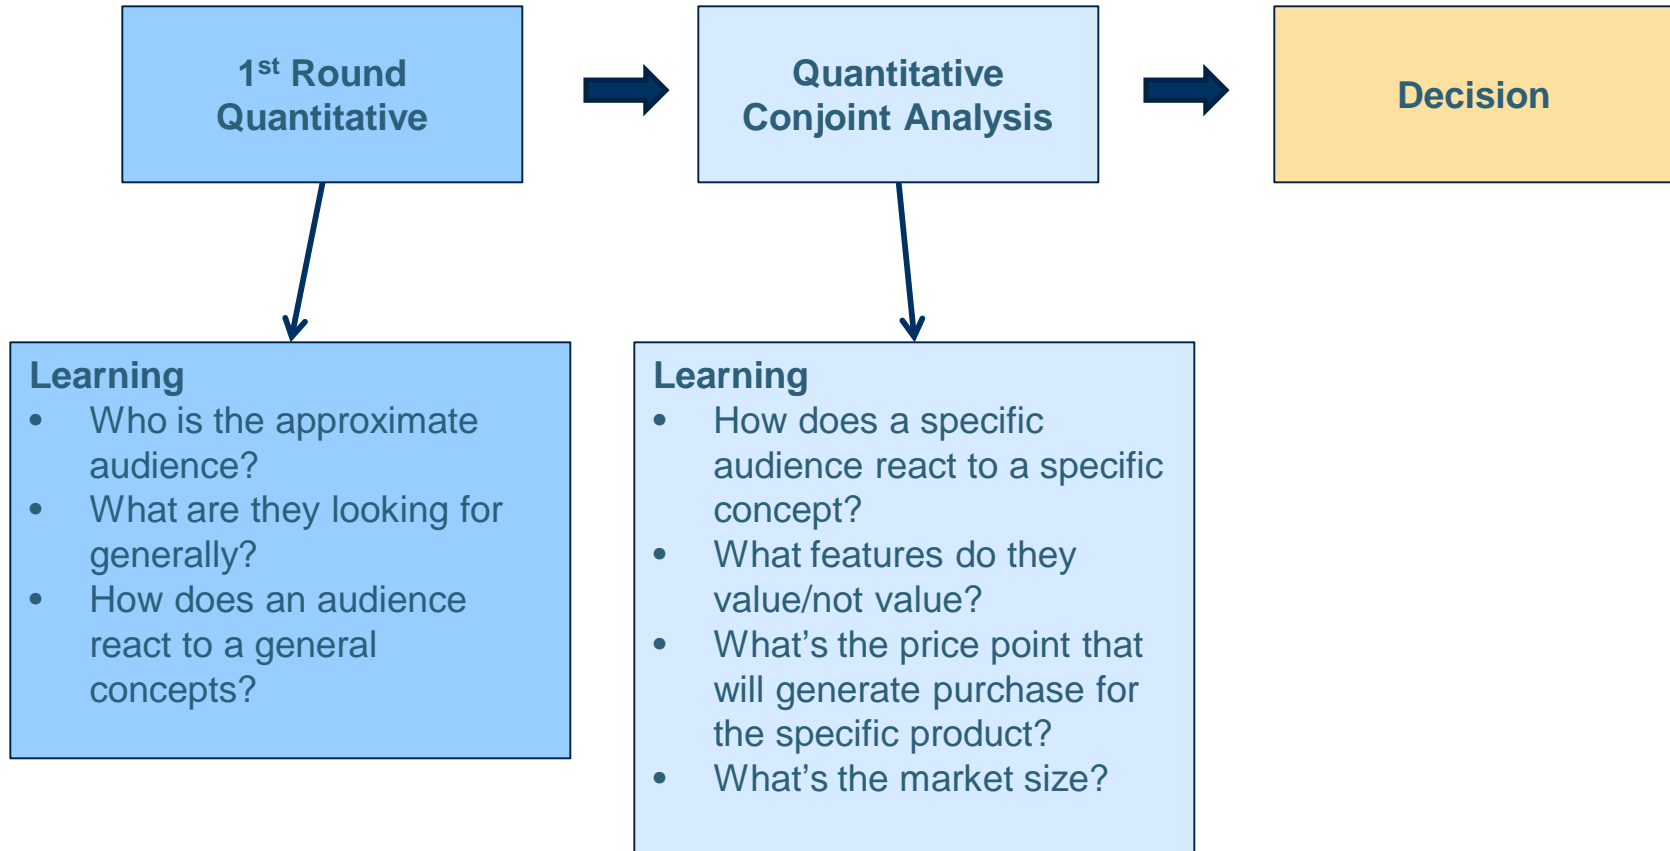 1st Round
Quantitative
Quantitative
Conjoint Analysis
Decision
Learning
• Who is the approximate
audience?
• What are they looking for
generally?
• How does an audience
react to a general
concepts?
Learning
• How does a specific
audience react to a specific
concept?
• What features do they
value/not value?
• What’s the price point that
will generate purchase for
the specific product?
• What’s the market size?